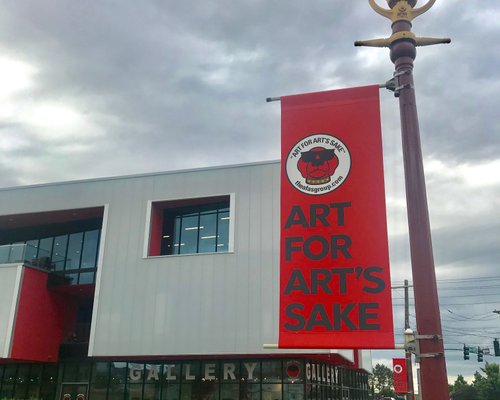 "ART FOR ART'S SAKE"
theafasgroup.com
ART
FOR
ART'S
SAKE
GALLERY
GALLERY